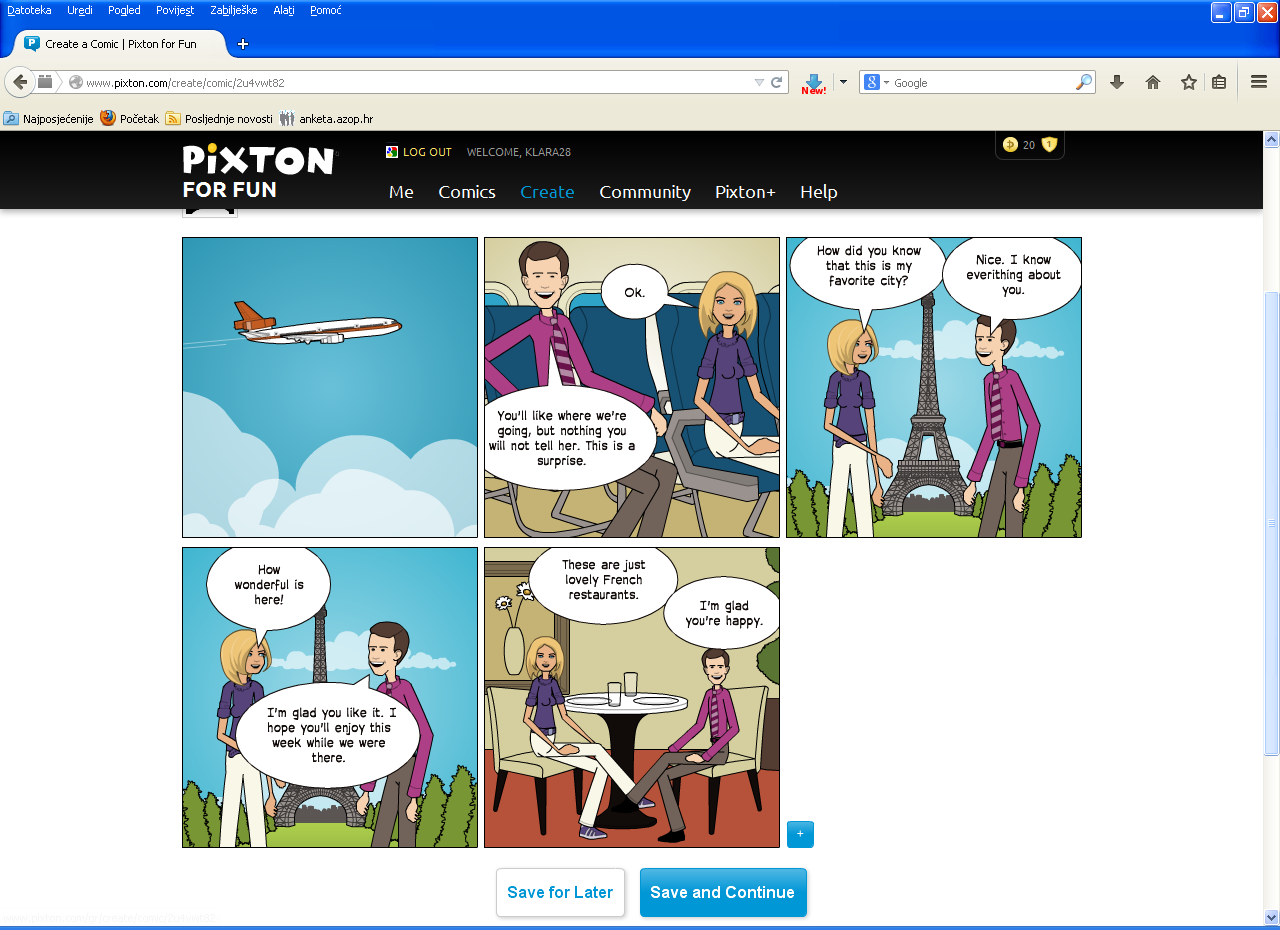 Datoteka Uredi Pogled Povijest Zabilješke Alati Pomoć
Create a Comic | Pixton for Fun
www.pixton.com/create/comic/2u4vwt82
New!
Google
Najposjećenije Početak Posljednje novosti anketa.azop.hr
PiXTON
FOR FUN
LOG OUT WELCOME, KLARA28
20 1
Me Comics Create Community Pixton+ Help
Ok.
You'll like where we're
going, but nothing you
will not tell her. This is a
surprise.
How did you know
that this is my
favorite city?
Nice. I know
everithing about
you.
How
wonderful is
here!
I'm glad you like it. I
hope you'll enjoy this
week while we were
there.
These are just
lovely French
restaurants.
I'm glad
you're happy.
+
Save for Later
Save and Continue